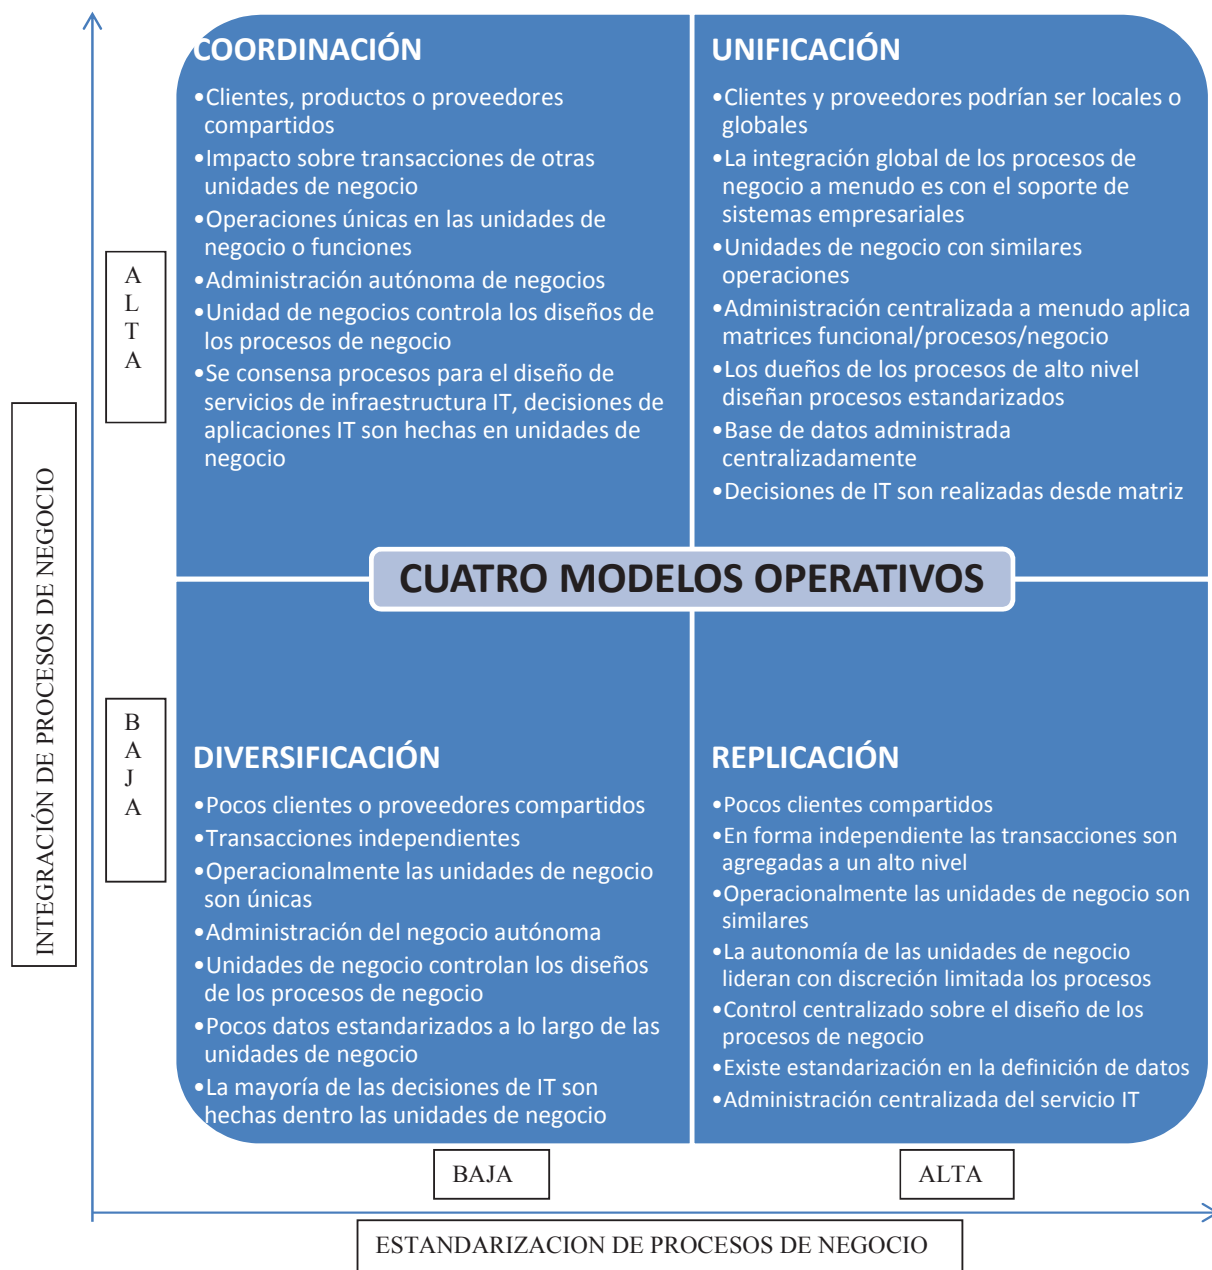 COORDINACIÓN
•Clientes, productos o proveedores
compartidos
•Impacto sobre transacciones de otras
unidades de negocio
•Operaciones únicas en las unidades de
negocio o funciones
•Administración autónoma de negocios
•Unidad de negocios controla los diseños de
los procesos de negocio
•Se consensa procesos para el diseño de
servicios de infraestructura IT, decisiones de
aplicaciones IT son hechas en unidades de
negocio
UNIFICACIÓN
•Clientes y proveedores podrían ser locales o
globales
•La integración global de los procesos de
negocio a menudo es con el soporte de
sistemas empresariales
•Unidades de negocio con similares
operaciones
•Administración centralizada a menudo aplica
matrices funcional/procesos/negocio
•Los dueños de los procesos de alto nivel
diseñan procesos estandarizados
•Base de datos administrada
centralizadamente
•Decisiones de IT son realizadas desde matriz
A
L
T
A
INTEGRACIÓN DE PROCESOS DE NEGOCIO
CUATRO MODELOS OPERATIVOS
B
A
J
A
DIVERSIFICACIÓN
•Pocos clientes o proveedores compartidos
•Transacciones independientes
•Operacionalmente las unidades de negocio
son únicas
•Administración del negocio autónoma
•Unidades de negocio controlan los diseños
de los procesos de negocio
•Pocos datos estandarizados a lo largo de las
unidades de negocio
•La mayoría de las decisiones de IT son
hechas dentro las unidades de negocio
REPLICACIÓN
•Pocos clientes compartidos
•En forma independiente las transacciones son
agregadas a un alto nivel
•Operacionalmente las unidades de negocio son
similares
•La autonomía de las unidades de negocio
lideran con discreción limitada los procesos
•Control centralizado sobre el diseño de los
procesos de negocio
•Existe estandarización en la definición de datos
•Administración centralizada del servicio IT
BAJA
ALTA
ESTANDARIZACION DE PROCESOS DE NEGOCIO